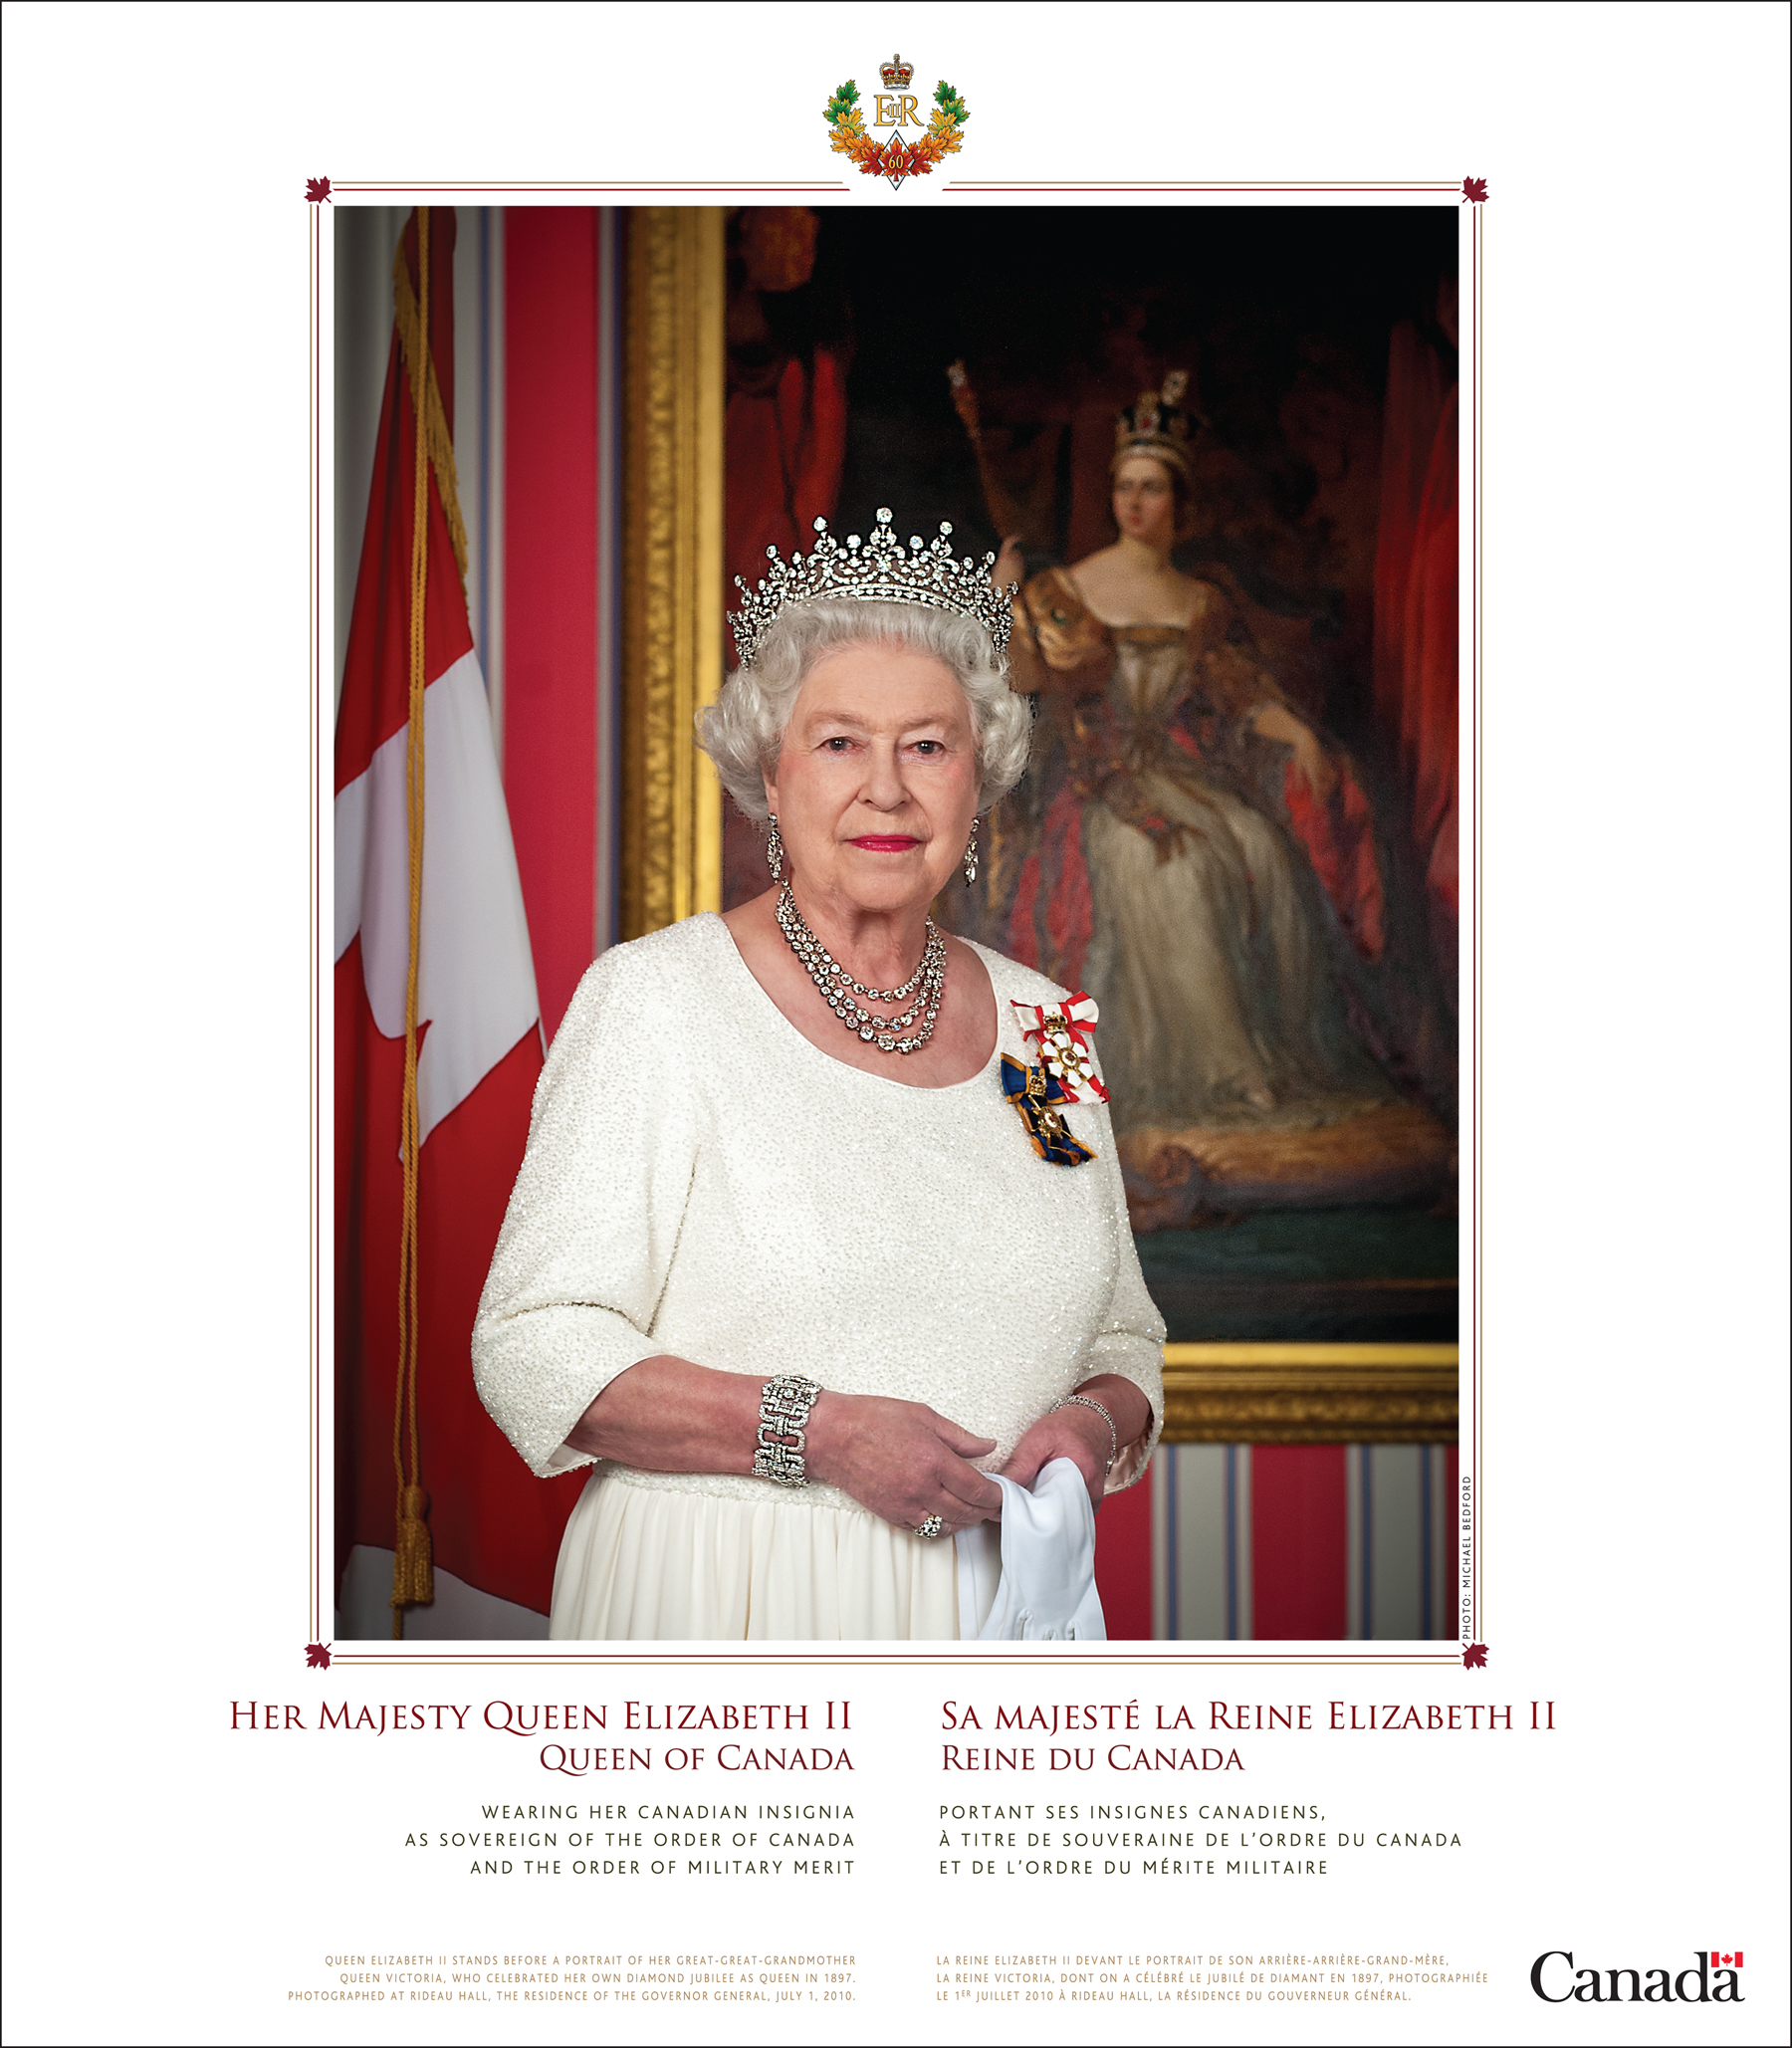 EIIR
60
PHOTO: MICHAEL BEDFORD
HER MAJESTY QUEEN ELIZABETH II
QUEEN OF CANADA
WEARING HER CANADIAN INSIGNIA
AS SOVEREIGN OF THE ORDER OF CANADA
AND THE ORDER OF MILITARY MERIT
QUEEN ELIZABETH II STANDS BEFORE A PORTRAIT OF HER GREAT-GREAT-GRANDMOTHER
QUEEN VICTORIA, WHO CELEBRATED HER OWN DIAMOND JUBILEE AS QUEEN IN 1897.
PHOTOGRAPHED AT RIDEAU HALL, THE RESIDENCE OF THE GOVERNOR GENERAL, JULY 1, 2010.
SA MAJESTÉ LA REINE ELIZABETH II
REINE DU CANADA
PORTANT SES INSIGNES CANADIENS,
À TITRE DE SOUVERAINE DE L'ORDRE DU CANADA
ET DE L'ORDRE DU MÉRITE MILITAIRE
LA REINE ELIZABETH II DEVANT LE PORTRAIT DE SON ARRIÈRE-ARRIÈRE-GRAND-MÈRE,
LA REINE VICTORIA, DONT ON A CÉLÉBRÉ LE JUBILÉ DE DIAMANT EN 1897, PHOTOGRAPHIÉE
LE 1ER JUILLET 2010 À RIDEAU HALL, LA RÉSIDENCE DU GOUVERNEUR GÉNÉRAL.
Canada